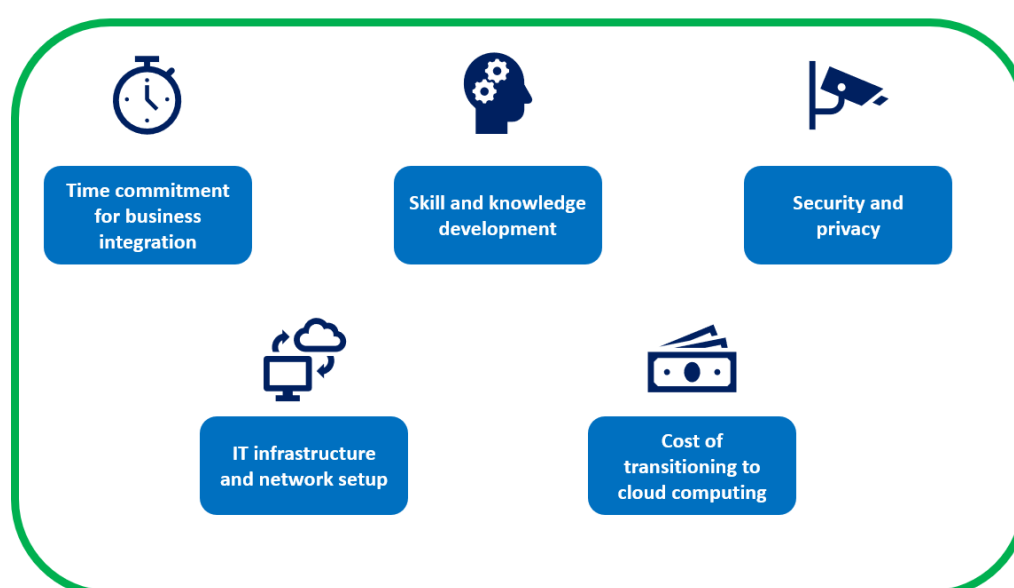 Time commitment
for business
integration
Skill and knowledge
development
Security and
privacy
IT infrastructure
and network setup
Cost of
transitioning to
cloud computing